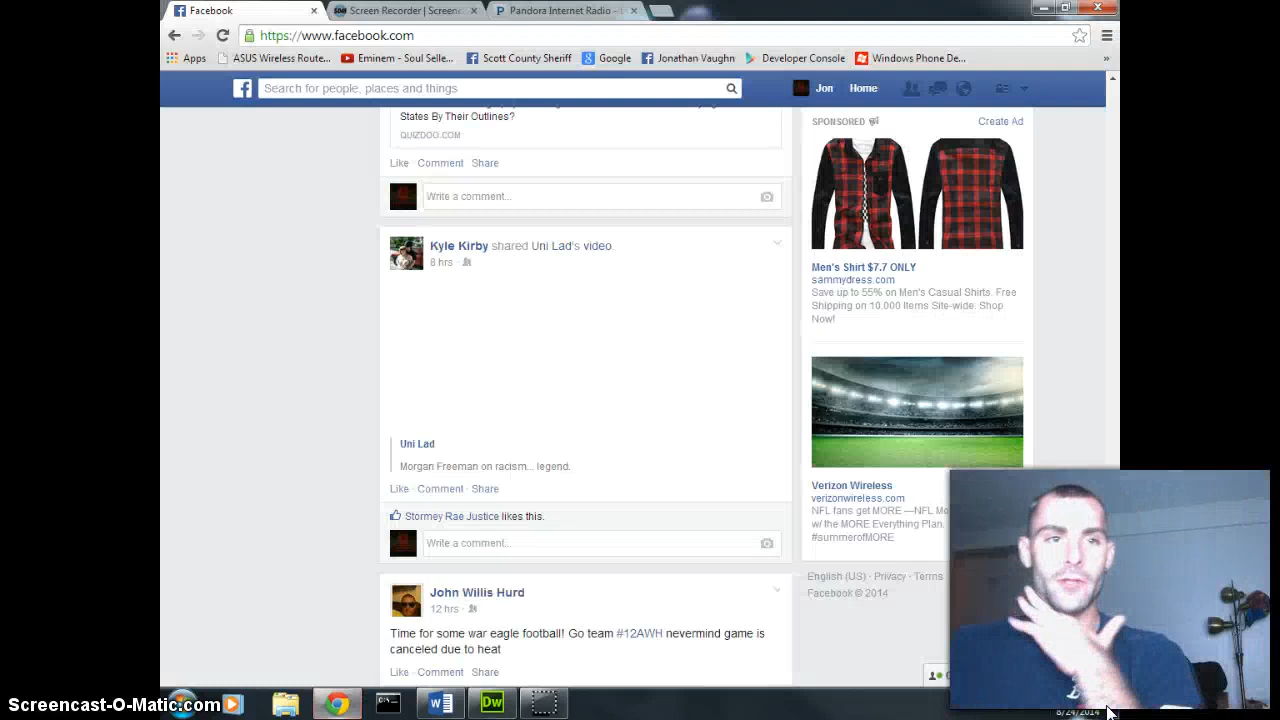 Facebook
Screen Recorder | Screenc
Pandora Internet Radio -
https://www.facebook.com
Apps
ASUS Wireless Route...
Eminem - Soul Selle...
Scott County Sheriff
Google
Jonathan Vaughn
Developer Console
Windows Phone De...
»
Search for people, places and things
Jon
Home
States By Their Outlines?
QUIZDOO.COM
Like · Comment · Share
Write a comment...
Kyle Kirby shared Uni Lad's video
8 hrs ·
Uni Lad
Morgan Freeman on racism... legend.
Like · Comment · Share
Stormey Rae Justice likes this.
Write a comment...
John Willis Hurd
12 hrs ·
Time for some war eagle football! Go team #12AWH nevermind game is
canceled due to heat
Like · Comment · Share
SPONSORED
Create Ad
Men's Shirt $7.7 ONLY
sammydress.com
Save up to 55% on Men's Casual Shirts. Free
Shipping on 10,000 Items Site-wide. Shop
Now!
Verizon Wireless
verizonwireless.com
NFL fans get MORE —NFL Mo
w/ the MORE Everything Plan.
#summerofMORE
English (US) · Privacy · Terms
Facebook © 2014
Screencast-O-Matic.com
Dw
8/24/2014